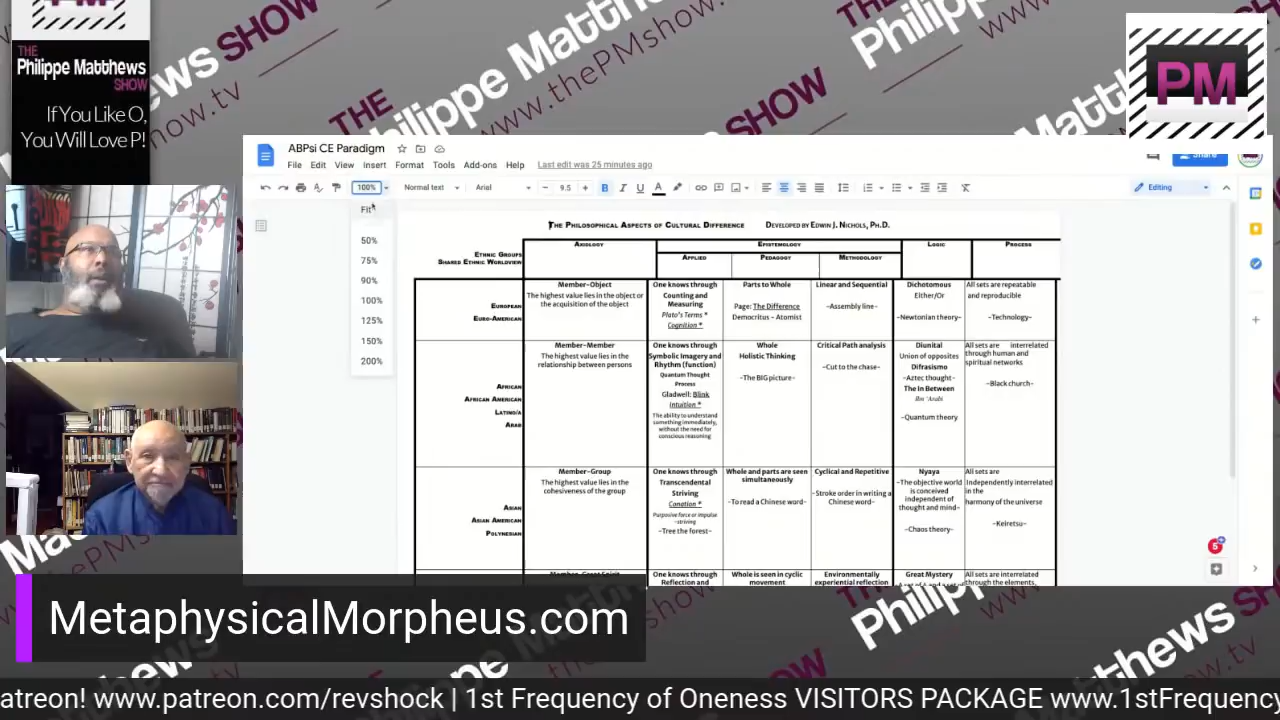 THE
Philippe Matthews
SHOW
If You Like O,
You Will Love P!
PM
ABPsi CE Paradigm
Share
File Edit View Insert Format Tools Add-ons Help Last edit was 25 minutes ago
100% Normal text Arial 9.5 B I U A Editing
Fit
50%
75%
90%
100%
125%
150%
200%
The Philosophical Aspects of Cultural Difference Developed by Edwin J. Nichols, Ph.D.
Ethnic Groups
Shared Ethnic Worldview
Axiology
Epistemology
Logic
Process
Applied
Pedagogy
Methodology
European
Euro-American
Member-Object
The highest value lies in the object or
the acquisition of the object
One knows through
Counting and
Measuring
Plato's Terms *
Cognition *
Parts to Whole
Page: The Difference
Democritus - Atomist
Linear and Sequential
-Assembly line-
Dichotomous
Either/Or
-Newtonian theory-
All sets are repeatable
and reproducible
-Technology-
African
African American
Latino/a
Arab
Member-Member
The highest value lies in the
relationship between persons
One knows through
Symbolic Imagery and
Rhythm (function)
Quantum Thought
Process
Gladwell: Blink
Intuition *
The ability to understand
something immediately,
without the need for
conscious reasoning
Whole
Holistic Thinking
-The BIG picture-
Critical Path analysis
-Cut to the chase-
Diunital
Union of opposites
Difrasismo
-Aztec thought-
The In Between
Ibn 'Arabi
-Quantum theory-
All sets are interrelated
through human and
spiritual networks
-Black church-
Asian
Asian American
Polynesian
Member-Group
The highest value lies in the
cohesiveness of the group
One knows through
Transcendental
Striving
Conation *
Purposive force or impulse
-striving
-Tree the forest-
Whole and parts are seen
simultaneously
-To read a Chinese word-
Cyclical and Repetitive
-Stroke order in writing a
Chinese word-
Nyaya
-The objective world
is conceived
independent of
thought and mind-
-Chaos theory-
All sets are
Independently interrelated
in the
harmony of the universe
-Keiretsu-
Member-Great Spirit
One knows through
Reflection and
Whole is seen in cyclic
movement
Environmentally
experiential reflection
Great Mystery
All sets are interrelated
through the elements,
5
MetaphysicalMorpheus.com
atreon! www.patreon.com/revshock | 1st Frequency of Oneness VISITORS PACKAGE www.1stFrequency